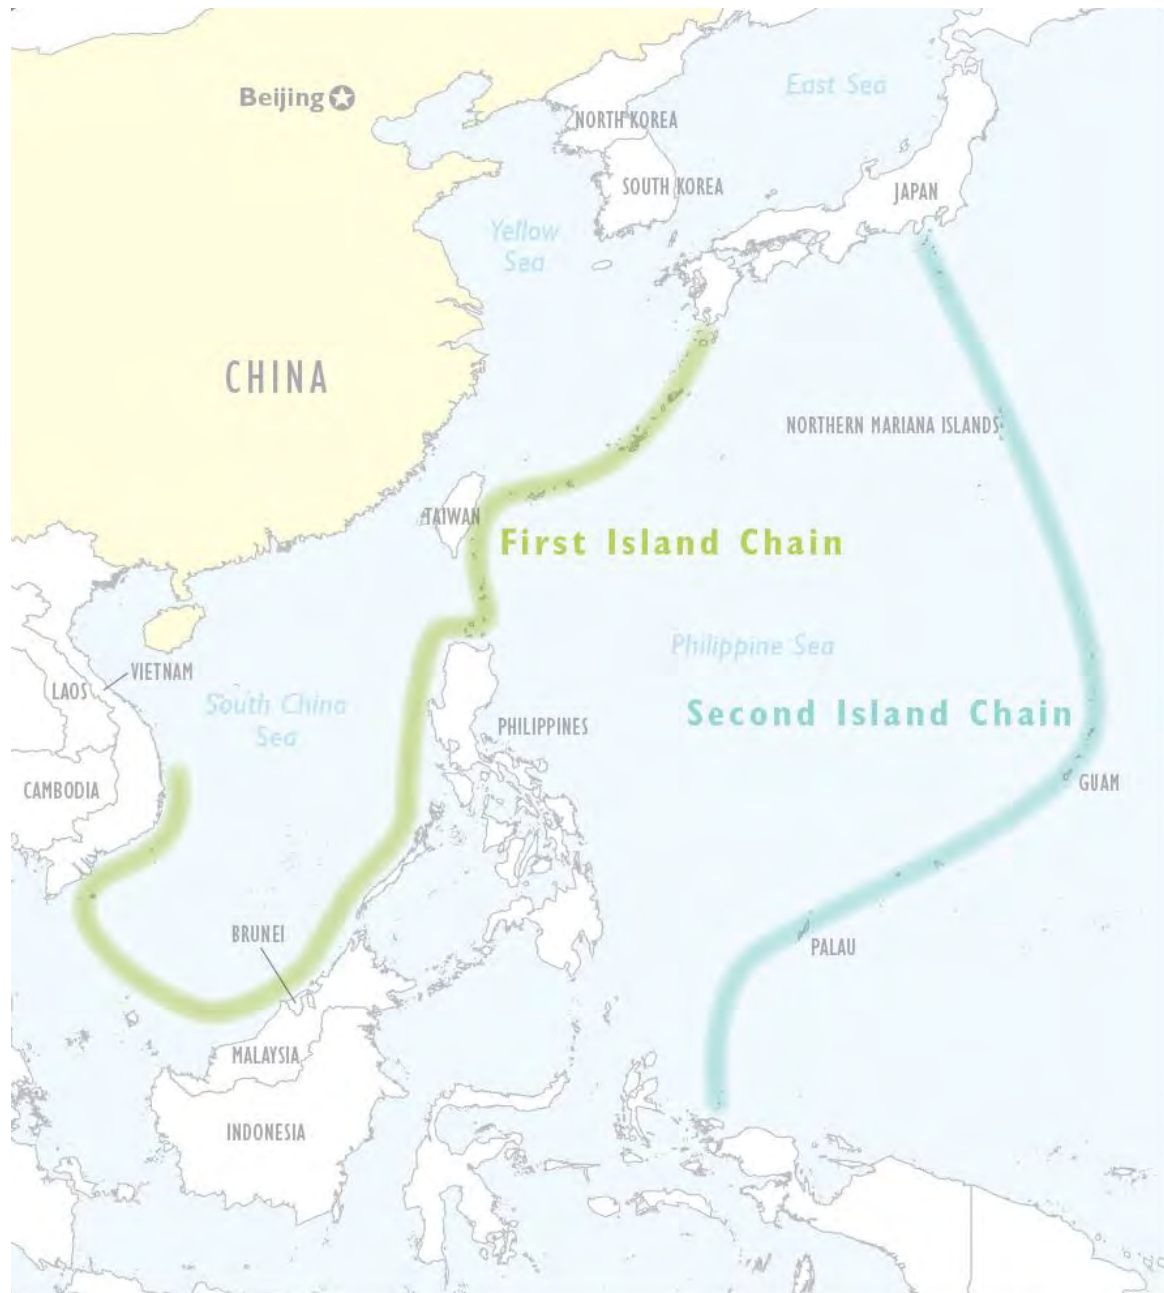 Beijing
East Sea
NORTH KOREA
SOUTH KOREA
JAPAN
Yellow
Sea
CHINA
NORTHERN MARIANA ISLANDS
TAIWAN
First Island Chain
Philippine Sea
VIETNAM
LAOS
South China
Sea
Second Island Chain
PHILIPPINES
CAMBODIA
GUAM
BRUNEI
PALAU
MALAYSIA
INDONESIA